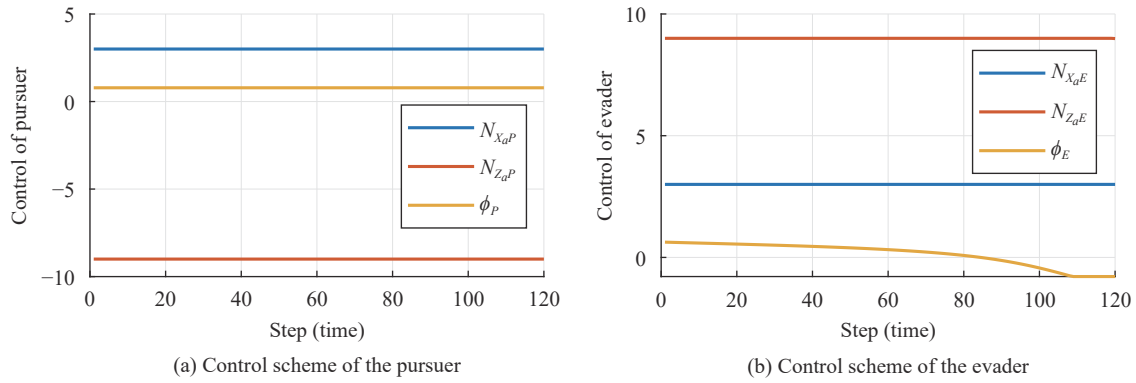 5
0
−5
−10
Control of pursuer
N_{X_aP}
N_{Z_aP}
ϕ_P
0 20 40 60 80 100 120
Step (time)
(a) Control scheme of the pursuer
10
5
0
Control of evader
N_{X_aE}
N_{Z_aE}
ϕ_E
0 20 40 60 80 100 120
Step (time)
(b) Control scheme of the evader